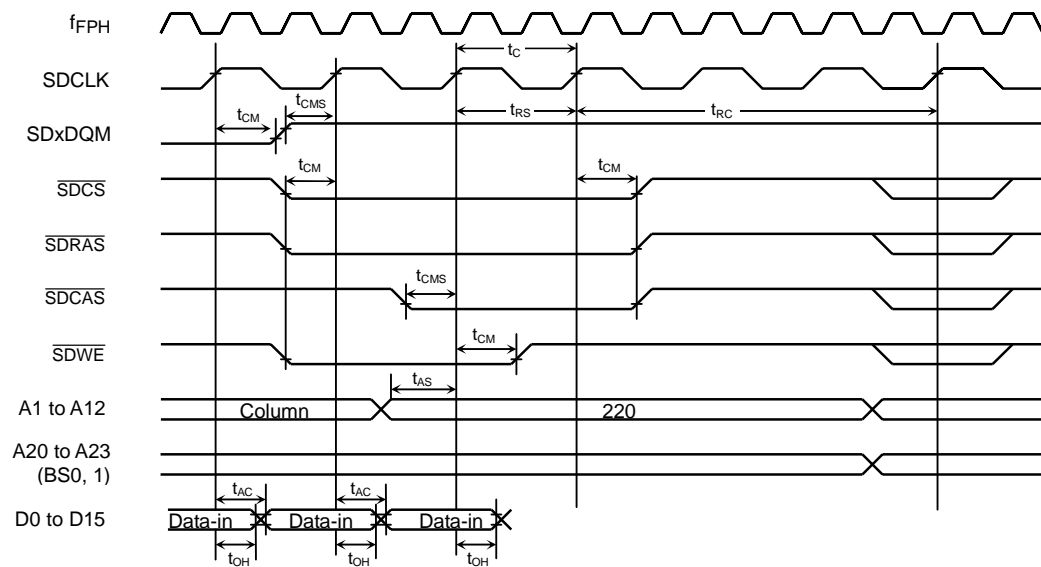 fFPH
tC
SDCLK
tCMS
tRS
tRC
tCM
SDxDQM
tCM
tCM
SDCS
SDRAS
tCMS
SDCAS
tCM
SDWE
tAS
A1 to A12
Column
220
A20 to A23
(BS0, 1)
tAC
tAC
D0 to D15
Data-in
Data-in
Data-in
tOH
tOH
tOH